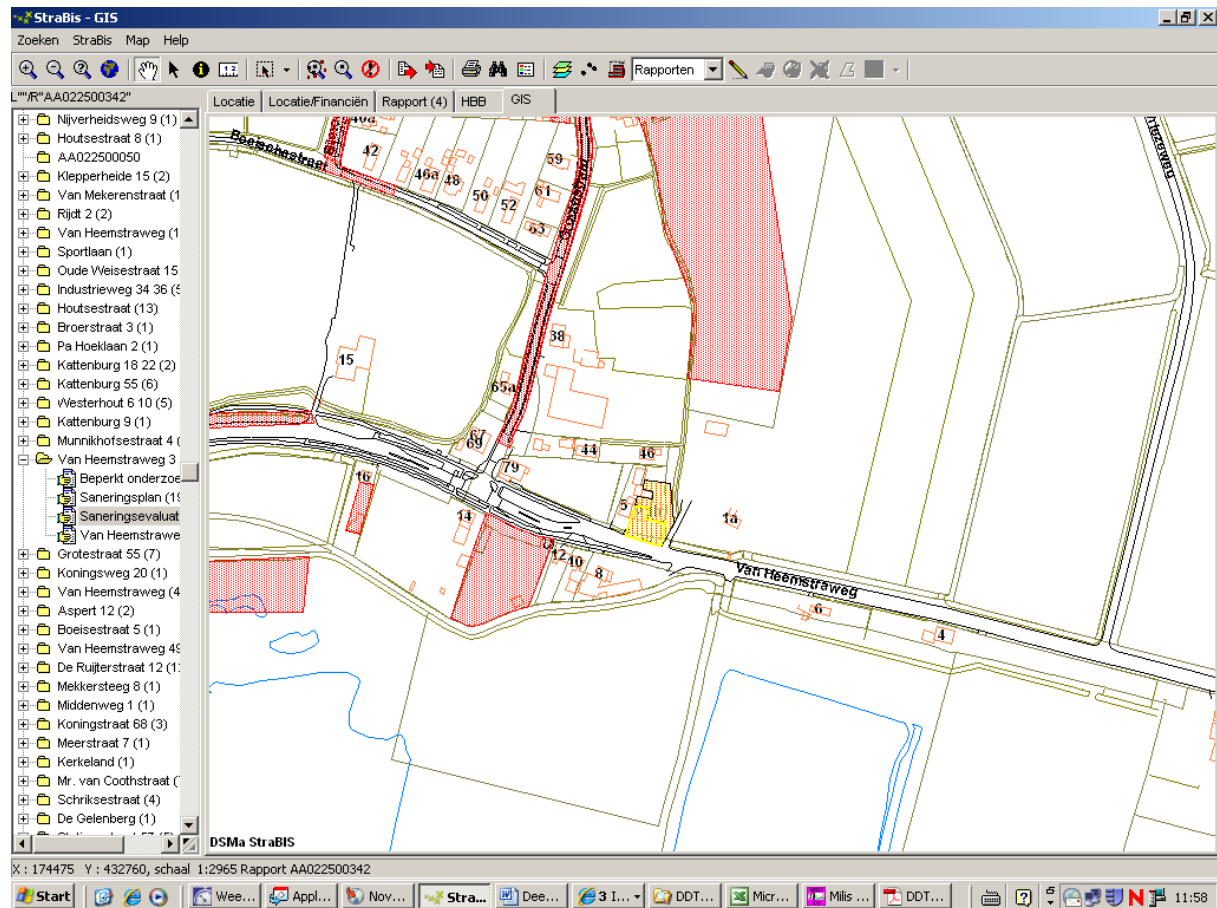 StraBis - GIS
Zoeken StraBis Map Help
Rapporten
L""/R"AA022500342"
Locatie Locatie/Financiën Rapport (4) HBB GIS
Nijverheidsweg 9 (1)
Houtsestraat 8 (1)
AA022500050
Klepperheide 15 (2)
Van Mekerenstraat (1
Rijdt 2 (2)
Van Heemstraweg (1
Sportlaan (1)
Oude Weisestraat 15
Industrieweg 34 36 (5
Houtsestraat (13)
Broerstraat 3 (1)
Pa Hoeklaan 2 (1)
Kattenburg 18 22 (2)
Kattenburg 55 (6)
Westerhout 6 10 (5)
Kattenburg 9 (1)
Munnikhofsestraat 4 (
Van Heemstraweg 3
Beperkt onderzoe
Saneringsplan (19
Saneringsevaluat
Van Heemstrawe
Grotestraat 55 (7)
Koningsweg 20 (1)
Van Heemstraweg (4
Aspert 12 (2)
Boeisestraat 5 (1)
Van Heemstraweg 49
De Ruijterstraat 12 (1
Mekkersteeg 8 (1)
Middenweg 1 (1)
Koningstraat 68 (3)
Meerstraat 7 (1)
Kerkeland (1)
Mr. van Coothstraat (
Schriksestraat (4)
De Gelenberg (1)
40a
42
46a
48
50
52
59
61
63
38
15
65a
67
69
79
44
46
5
1a
16
14
12
10
8
6
4
Van Heemstraweg
DSMa StraBIS
X : 174475 Y : 432760, schaal 1:2965 Rapport AA022500342
Start Wee... Appl... Nov... Stra... Dee... 3 I... DDT... Micr... Milis ... DDT... 11:58